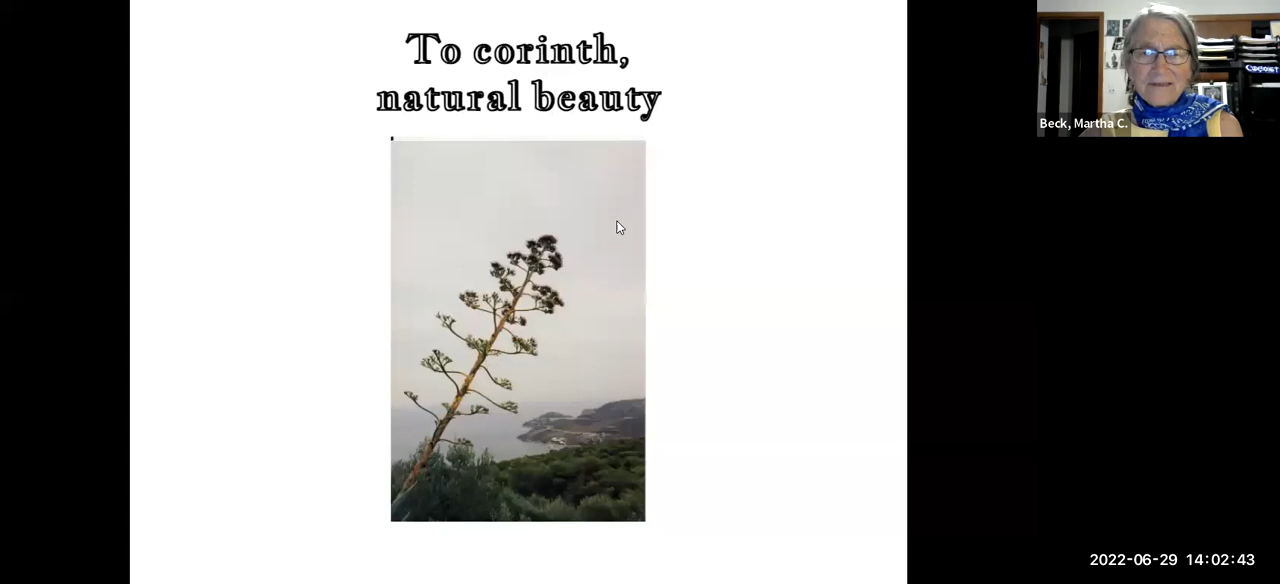 To corinth,
natural beauty
Beck, Martha C.
2022-06-29 14:02:43